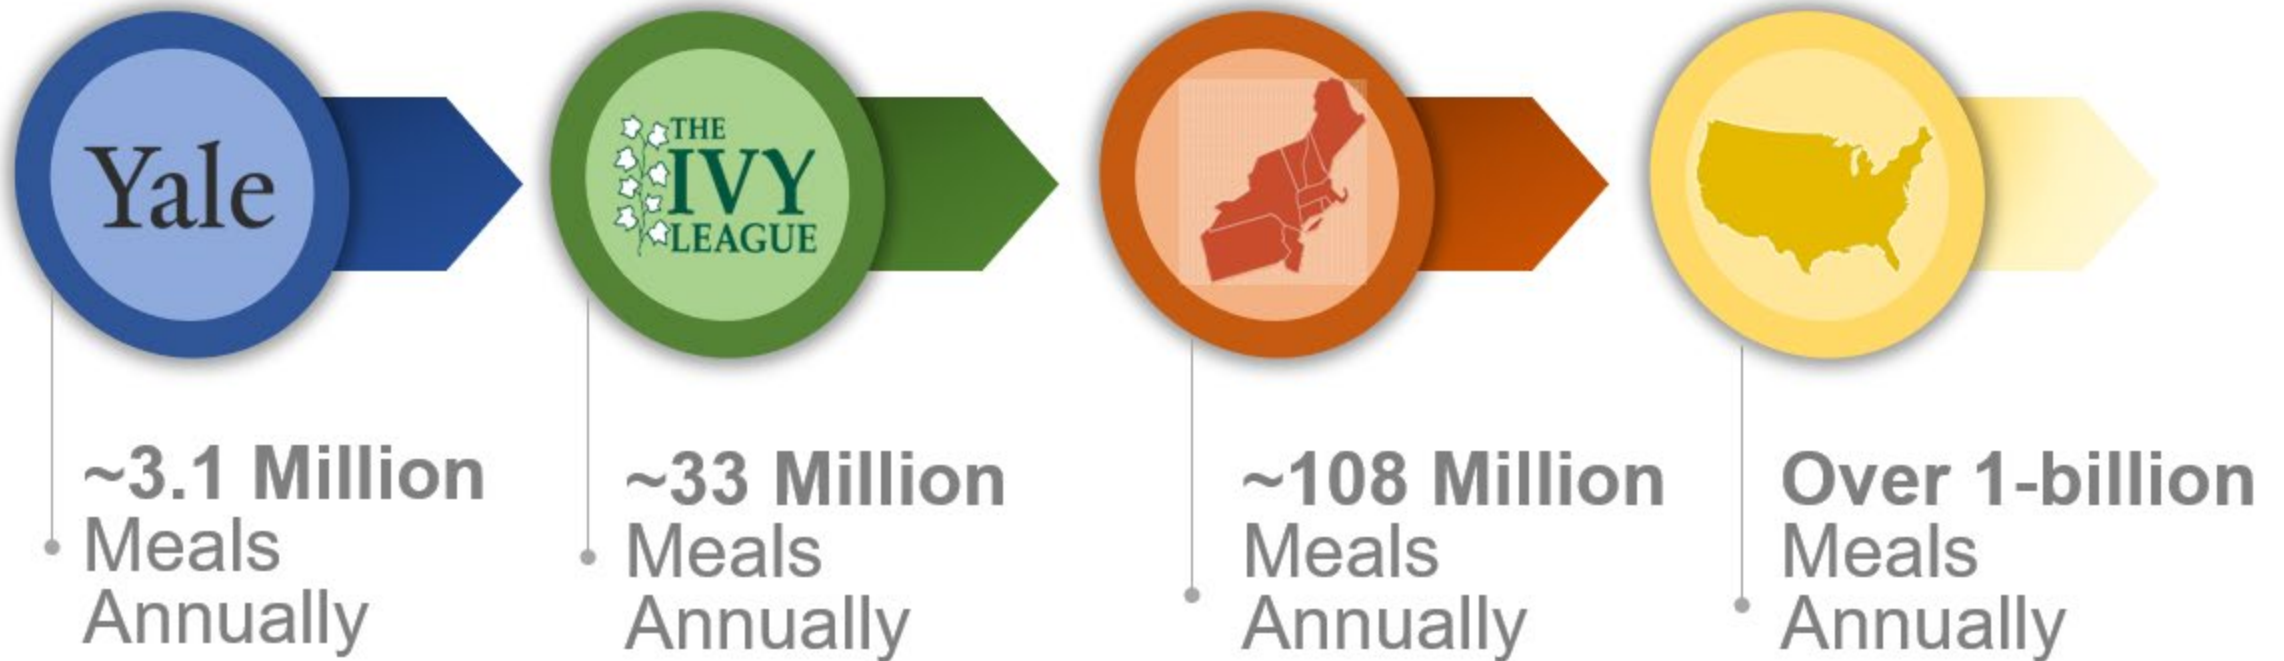 Yale
THE
IVY
LEAGUE
~3.1 Million
Meals
Annually
~33 Million
Meals
Annually
~108 Million
Meals
Annually
Over 1-billion
Meals
Annually